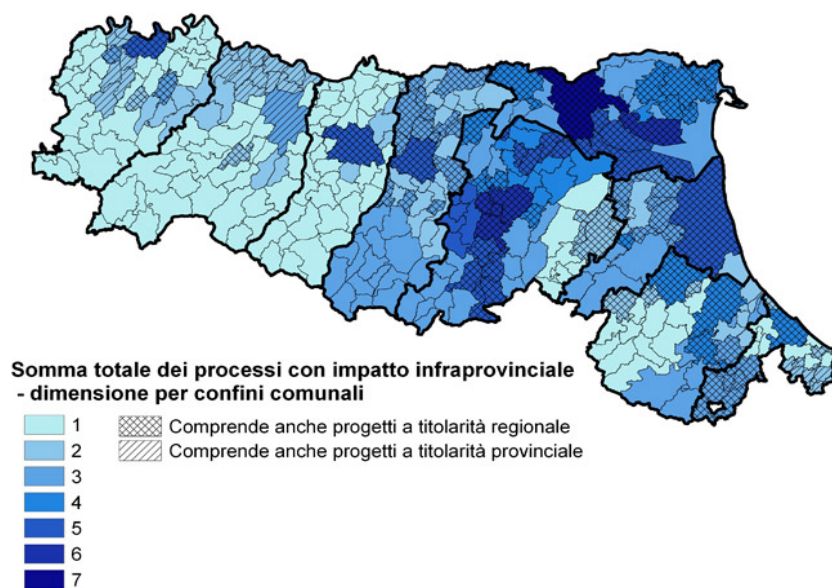 Somma totale dei processi con impatto infraprovinciale
- dimensione per confini comunali
1
2
3
4
5
6
7
Comprende anche progetti a titolarità regionale
Comprende anche progetti a titolarità provinciale